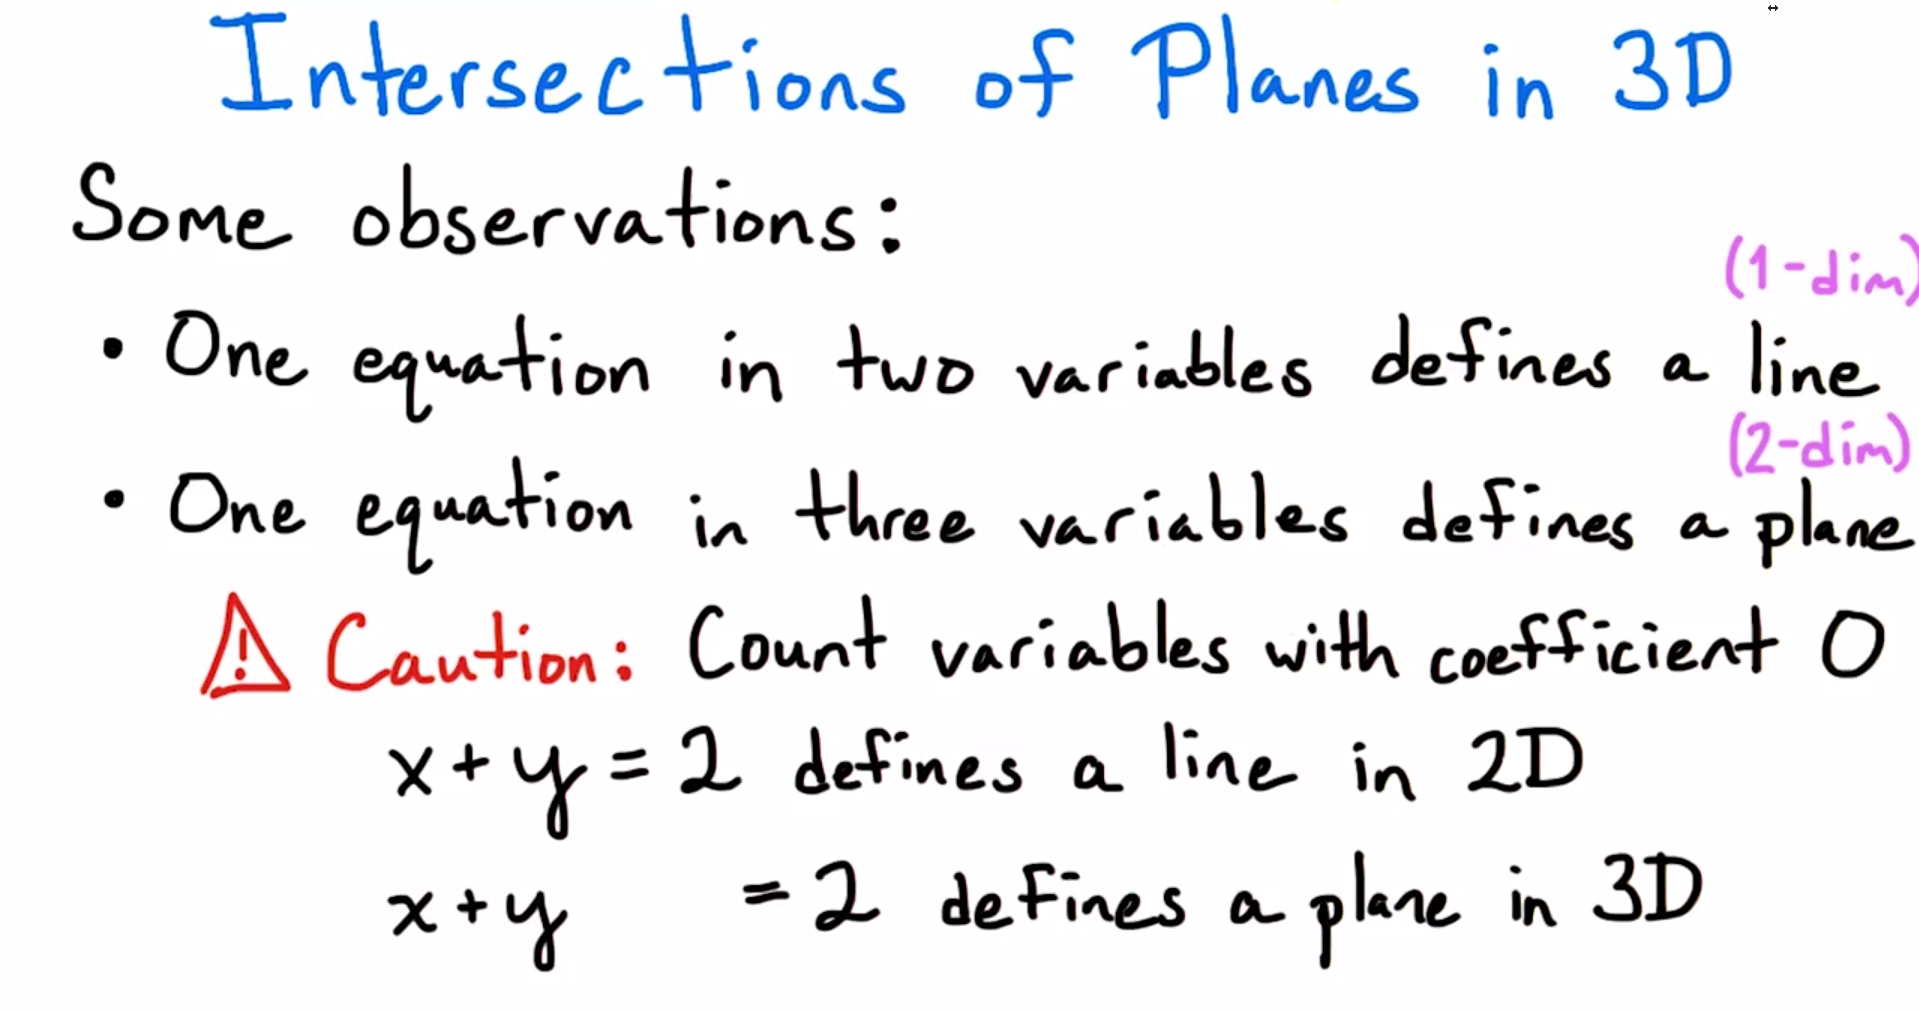 Intersections of Planes in 3D
Some observations:
(1-dim)
• One equation in two variables defines a line
(2-dim)
• One equation in three variables defines a plane
⚠ Caution: Count variables with coefficient 0
x+y=2 defines a line in 2D
x+y =2 defines a plane in 3D